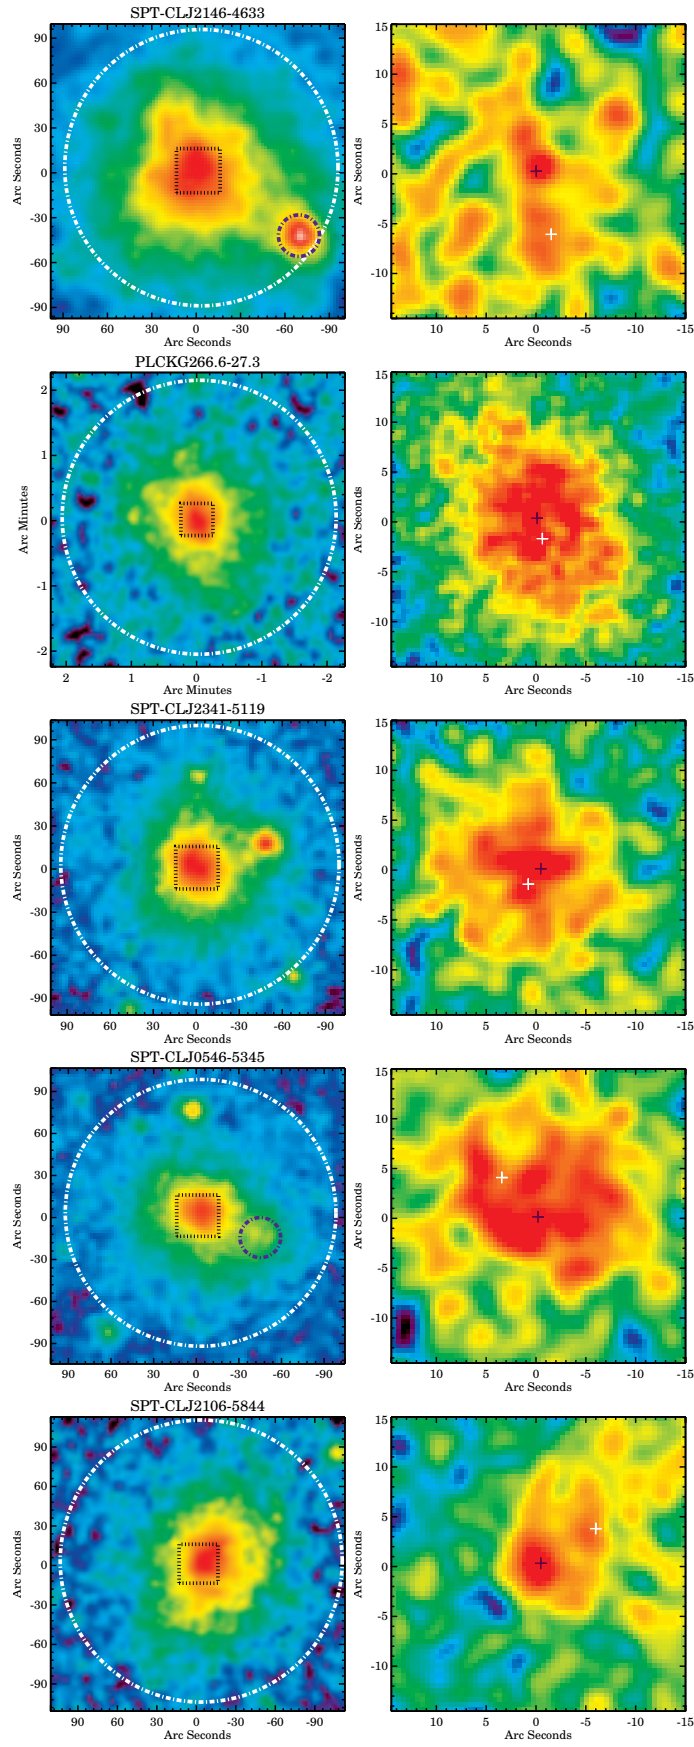 SPT-CLJ2146-4633
90
60
30
0
-30
-60
-90
Arc Seconds
90 60 30 0 -30 -60 -90
Arc Seconds
15
10
5
0
-5
-10
Arc Seconds
10 5 0 -5 -10 -15
Arc Seconds
PLCKG266.6-27.3
2
1
0
-1
-2
Arc Minutes
2 1 0 -1 -2
Arc Minutes
15
10
5
0
-5
-10
Arc Seconds
10 5 0 -5 -10 -15
Arc Seconds
SPT-CLJ2341-5119
90
60
30
0
-30
-60
-90
Arc Seconds
90 60 30 0 -30 -60 -90
Arc Seconds
15
10
5
0
-5
-10
Arc Seconds
10 5 0 -5 -10 -15
Arc Seconds
SPT-CLJ0546-5345
90
60
30
0
-30
-60
-90
Arc Seconds
90 60 30 0 -30 -60 -90
Arc Seconds
15
10
5
0
-5
-10
Arc Seconds
10 5 0 -5 -10 -15
Arc Seconds
SPT-CLJ2106-5844
90
60
30
0
-30
-60
-90
Arc Seconds
90 60 30 0 -30 -60 -90
Arc Seconds
15
10
5
0
-5
-10
Arc Seconds
10 5 0 -5 -10 -15
Arc Seconds